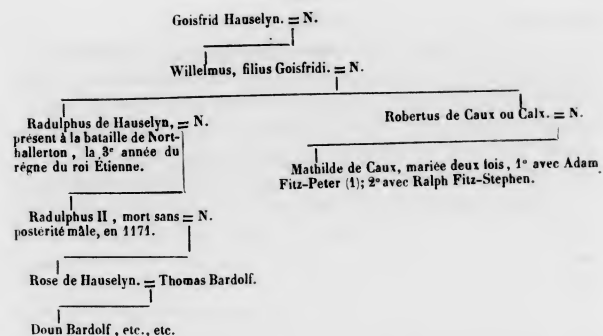 Goisfrid Hauselyn. = N.
Willelmus, filius Goisfridi. = N.
Radulphus de Hauselyn, = N.
présent à la bataille de Nort-
hallerton, la 3e année du
règne du roi Étienne.
Robertus de Caux ou Calx. = N.
Mathilde de Caux, mariée deux fois, 1o avec Adam
Fitz-Peter (1); 2o avec Ralph Fitz-Stephen.
Radulphus II, mort sans = N.
postérité mâle, en 1171.
Rose de Hauselyn. = Thomas Bardolf.
Doun Bardolf, etc., etc.